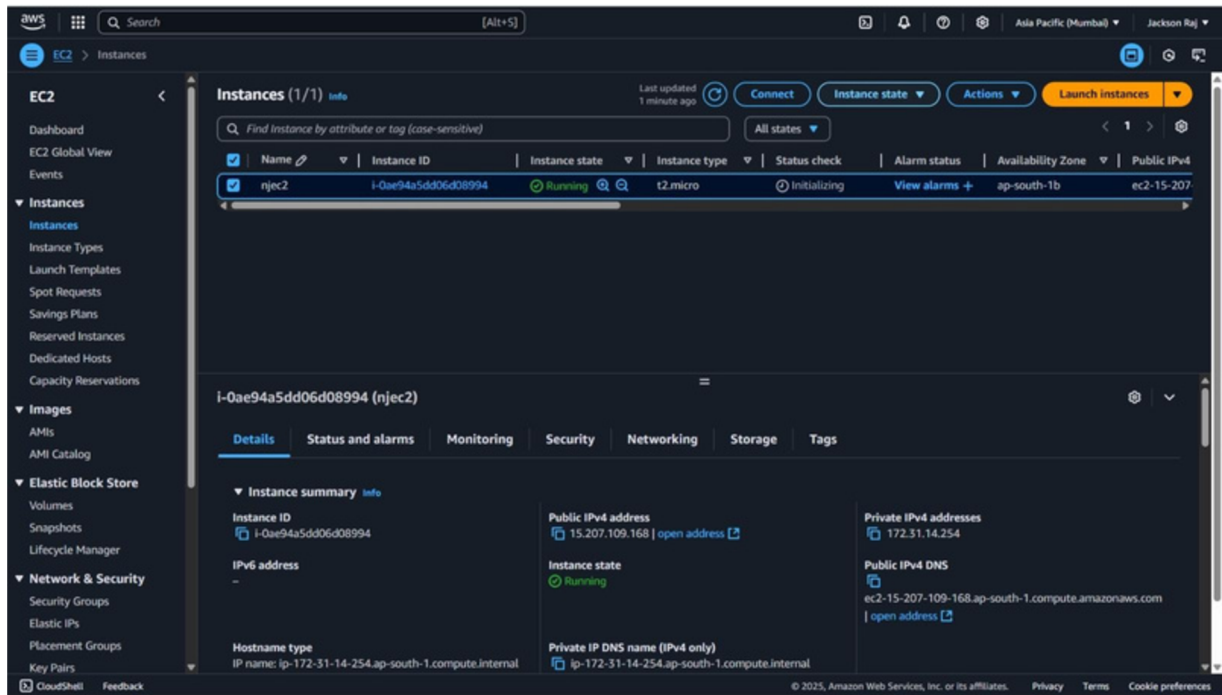 aws Search [Alt+S] Asia Pacific (Mumbai) Jackson Raj
EC2 > Instances
EC2
Dashboard
EC2 Global View
Events
Instances
Instances
Instance Types
Launch Templates
Spot Requests
Savings Plans
Reserved Instances
Dedicated Hosts
Capacity Reservations
Images
AMIs
AMI Catalog
Elastic Block Store
Volumes
Snapshots
Lifecycle Manager
Network & Security
Security Groups
Elastic IPs
Placement Groups
Key Pairs
Instances (1/1) Info
Last updated
1 minute ago
Connect Instance state Actions Launch instances
Find Instance by attribute or tag (case-sensitive) All states 1
Name Instance ID Instance state Instance type Status check Alarm status Availability Zone Public IPv4
njec2 i-0ae94a5dd06d08994 Running t2.micro Initializing View alarms + ap-south-1b ec2-15-207-
i-0ae94a5dd06d08994 (njec2)
Details Status and alarms Monitoring Security Networking Storage Tags
Instance summary Info
Instance ID
i-0ae94a5dd06d08994
Public IPv4 address
15.207.109.168 | open address
Private IPv4 addresses
172.31.14.254
IPv6 address
–
Instance state
Running
Public IPv4 DNS
ec2-15-207-109-168.ap-south-1.compute.amazonaws.com
| open address
Hostname type
IP name: ip-172-31-14-254.ap-south-1.compute.internal
Private IP DNS name (IPv4 only)
ip-172-31-14-254.ap-south-1.compute.internal
CloudShell Feedback © 2025, Amazon Web Services, Inc. or its affiliates. Privacy Terms Cookie preferences